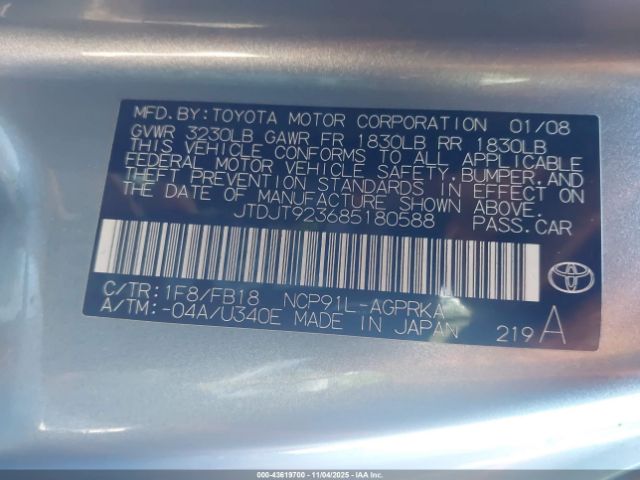 MFD. BY: TOYOTA MOTOR CORPORATION 01/08
GVWR 3230LB GAWR FR 1830LB RR 1830LB
THIS VEHICLE CONFORMS TO ALL APPLICABLE
FEDERAL MOTOR VEHICLE SAFETY, BUMPER, AND
THEFT PREVENTION STANDARDS IN EFFECT ON
THE DATE OF MANUFACTURE SHOWN ABOVE.
JTDJT923685180588 PASS. CAR
C/TR: 1F8/FB18 NCP91L-AGPRKA
A/TM: -04A/U340E MADE IN JAPAN 219 A
TOYOTA
000-43619700 - 11/04/2025 - IAAI.COM